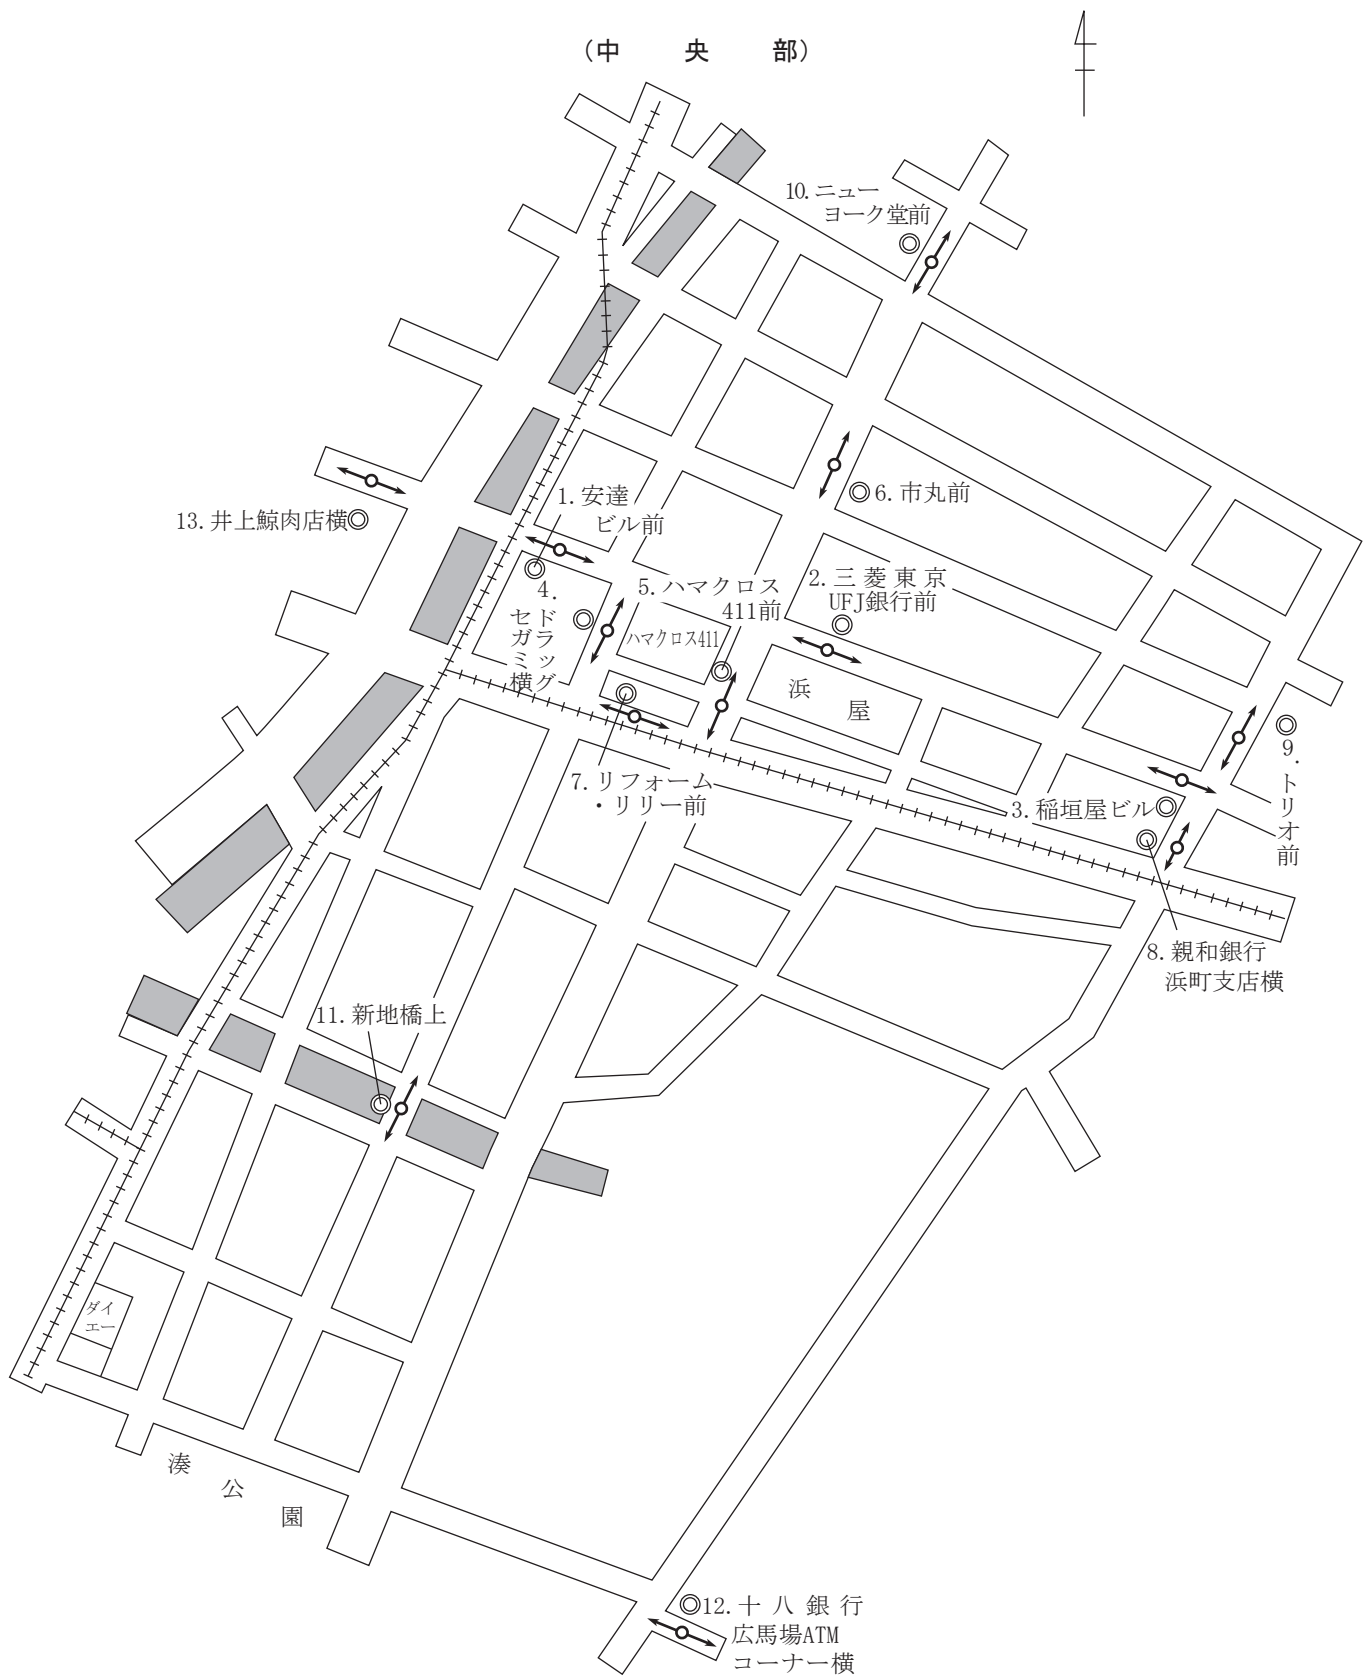 (中　央　部)
10.ニュー
ヨーク堂前
6.市丸前
1.安達
ビル前
13.井上鯨肉店横
2.三菱東京
UFJ銀行前
5.ハマクロス
411前
4.
ドラッグ
セガミ横
ハマクロス411
浜屋
9.トリオ前
7.リフォーム
・リリー前
3.稲垣屋ビル
8.親和銀行
浜町支店横
11.新地橋上
ダイ
エー
湊公園
12.十八銀行
広馬場ATM
コーナー横